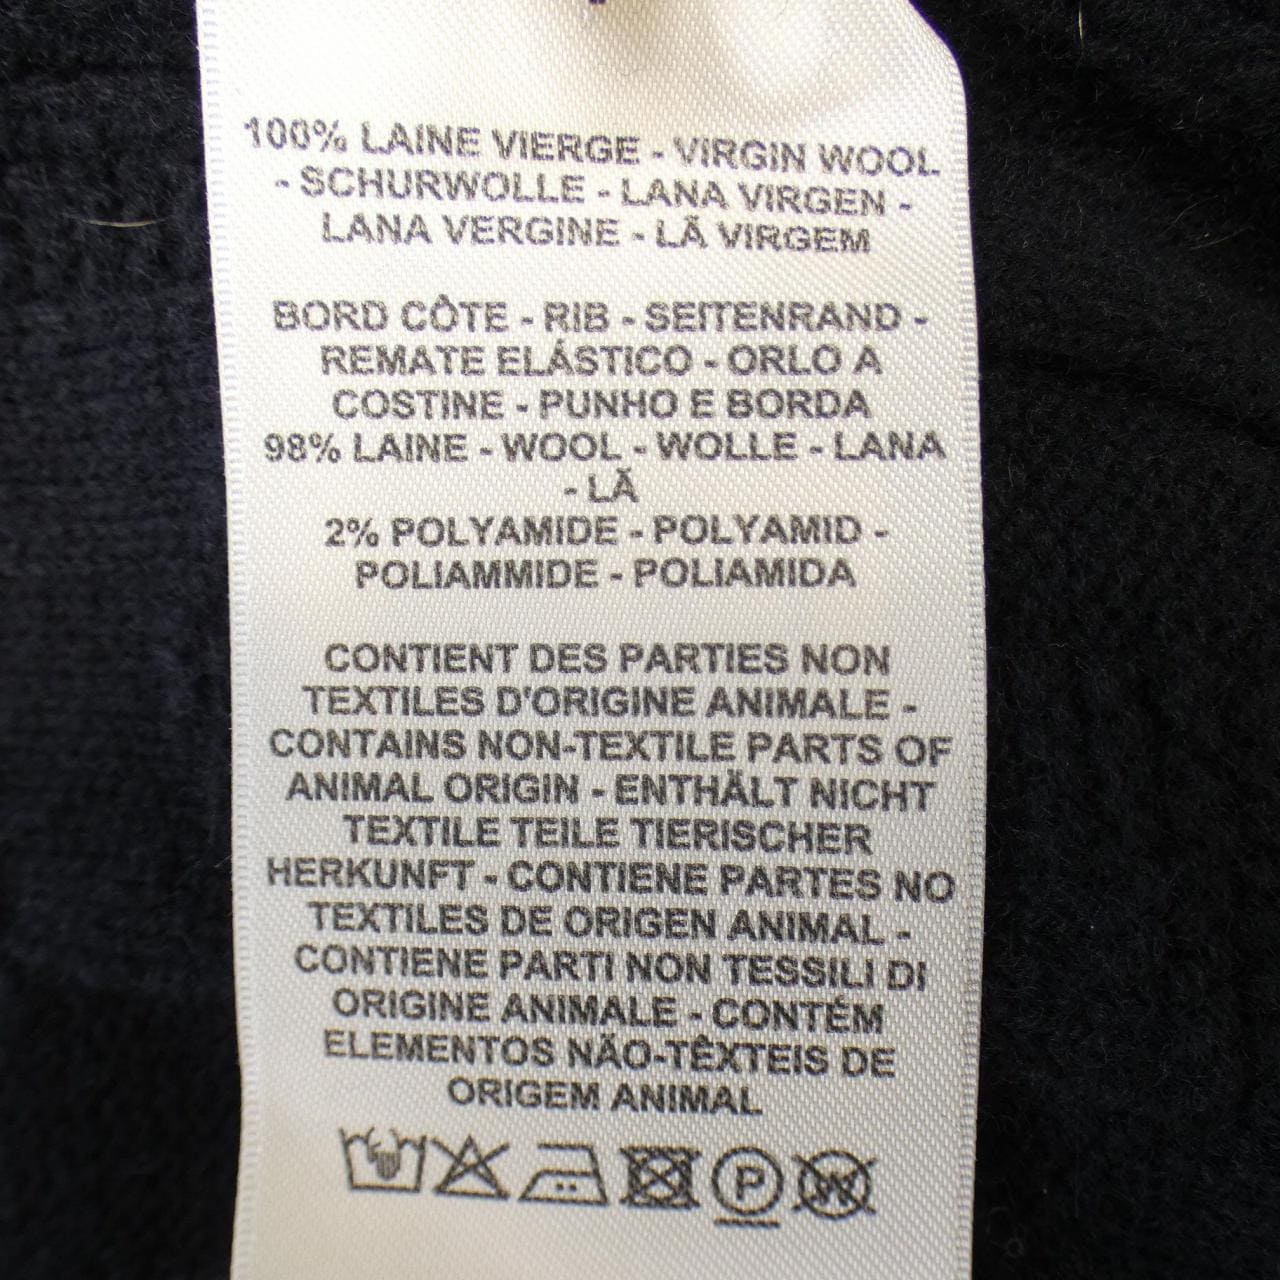 100% LAINE VIERGE - VIRGIN WOOL
- SCHURWOLLE - LANA VIRGEN -
LANA VERGINE - LÃ VIRGEM
BORD CÔTE - RIB - SEITENRAND -
REMATE ELÁSTICO - ORLO A
COSTINE - PUNHO E BORDA
98% LAINE - WOOL - WOLLE - LANA
- LÃ
2% POLYAMIDE - POLYAMID -
POLIAMMIDE - POLIAMIDA
CONTIENT DES PARTIES NON
TEXTILES D'ORIGINE ANIMALE -
CONTAINS NON-TEXTILE PARTS OF
ANIMAL ORIGIN - ENTHÄLT NICHT
TEXTILE TEILE TIERISCHER
HERKUNFT - CONTIENE PARTES NO
TEXTILES DE ORIGEN ANIMAL -
CONTIENE PARTI NON TESSILI DI
ORIGINE ANIMALE - CONTÉM
ELEMENTOS NÃO-TÊXTEIS DE
ORIGEM ANIMAL
P W